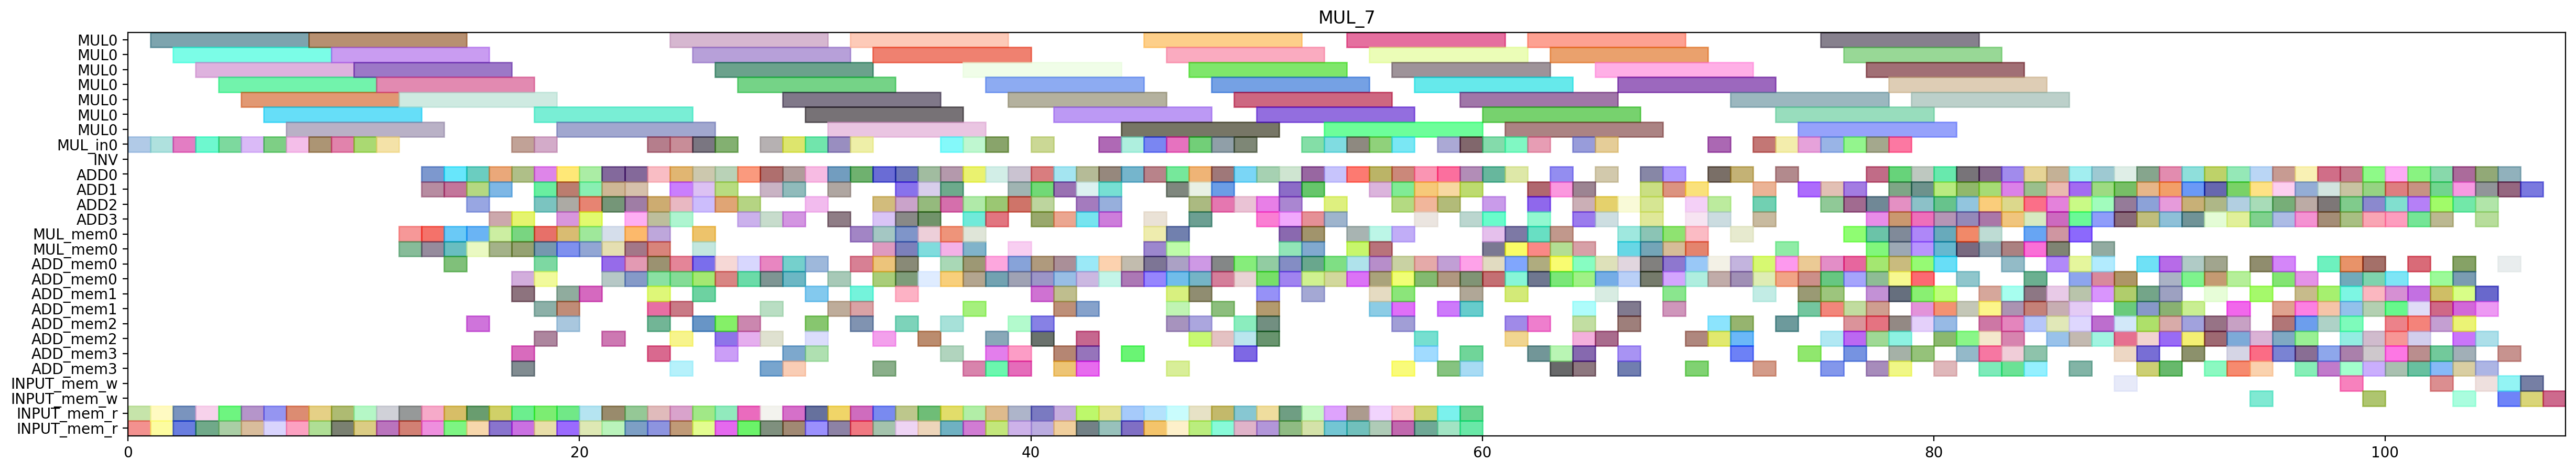 MUL_7
MUL0
MUL0
MUL0
MUL0
MUL0
MUL0
MUL0
MUL_in0
INV
ADD0
ADD1
ADD2
ADD3
MUL_mem0
MUL_mem0
ADD_mem0
ADD_mem0
ADD_mem1
ADD_mem1
ADD_mem2
ADD_mem2
ADD_mem3
ADD_mem3
INPUT_mem_w
INPUT_mem_w
INPUT_mem_r
INPUT_mem_r
0 20 40 60 80 100